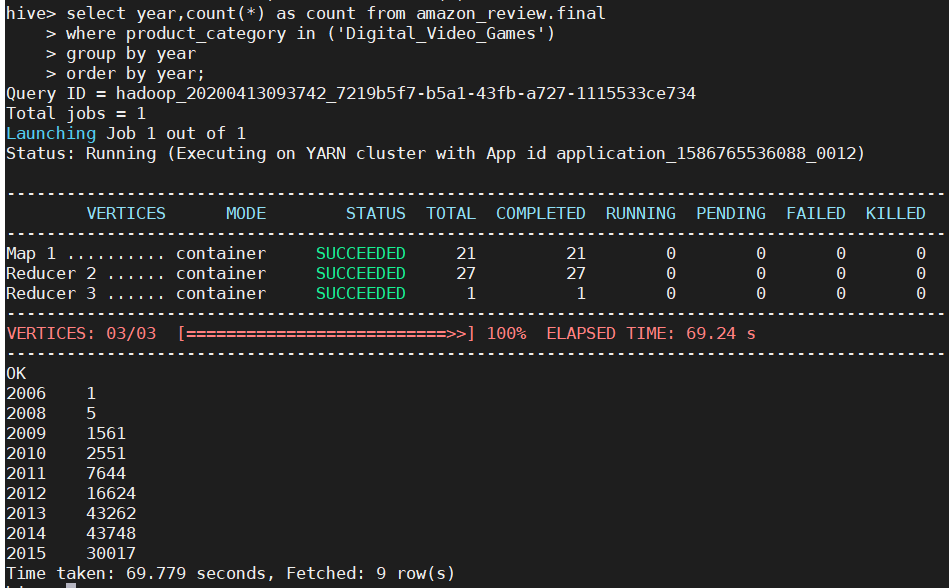 hive> select year,count(*) as count from amazon_review.final
    > where product_category in ('Digital_Video_Games')
    > group by year
    > order by year;
Query ID = hadoop_20200413093742_7219b5f7-b5a1-43fb-a727-1115533ce734
Total jobs = 1
Launching Job 1 out of 1
Status: Running (Executing on YARN cluster with App id application_1586765536088_0012)
----------------------------------------------------------------------------------------------
        VERTICES      MODE        STATUS  TOTAL  COMPLETED  RUNNING  PENDING  FAILED  KILLED
----------------------------------------------------------------------------------------------
Map 1 .......... container     SUCCEEDED     21         21        0        0       0       0
Reducer 2 ...... container     SUCCEEDED     27         27        0        0       0       0
Reducer 3 ...... container     SUCCEEDED      1          1        0        0       0       0
----------------------------------------------------------------------------------------------
VERTICES: 03/03  [==========================>>] 100%  ELAPSED TIME: 69.24 s
----------------------------------------------------------------------------------------------
OK
2006    1
2008    5
2009    1561
2010    2551
2011    7644
2012    16624
2013    43262
2014    43748
2015    30017
Time taken: 69.779 seconds, Fetched: 9 row(s)